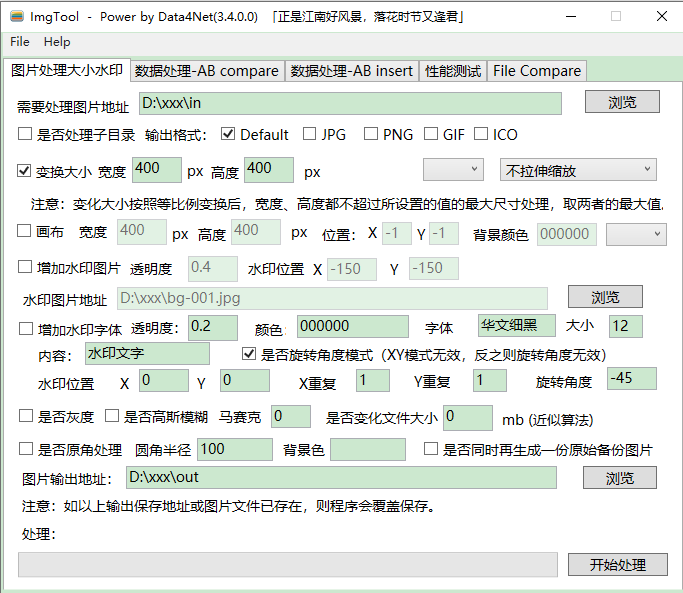 ImgTool - Power by Data4Net(3.4.0.0) 「正是江南好风景，落花时节又逢君」
File Help
图片处理大小水印 数据处理-AB compare 数据处理-AB insert 性能测试 File Compare
需要处理图片地址 D:\xxx\in 浏览
是否处理子目录 输出格式： Default JPG PNG GIF ICO
变换大小 宽度 400 px 高度 400 px 不拉伸缩放
注意：变化大小按照等比例变换后，宽度、高度都不超过所设置的值的最大尺寸处理，取两者的最大值.
画布 宽度 400 px 高度 400 px 位置： X -1 Y -1 背景颜色 000000
增加水印图片 透明度 0.4 水印位置 X -150 Y -150
水印图片地址 D:\xxx\bg-001.jpg 浏览
增加水印字体 透明度： 0.2 颜色 000000 字体 华文细黑 大小 12
内容： 水印文字 是否旋转角度模式（XY模式无效，反之则旋转角度无效）
水印位置 X 0 Y 0 X重复 1 Y重复 1 旋转角度 -45
是否灰度 是否高斯模糊 马赛克 0 是否变化文件大小 0 mb (近似算法)
是否原角处理 圆角半径 100 背景色 是否同时再生成一份原始备份图片
图片输出地址： D:\xxx\out 浏览
注意：如以上输出保存地址或图片文件已存在，则程序会覆盖保存。
处理：
开始处理